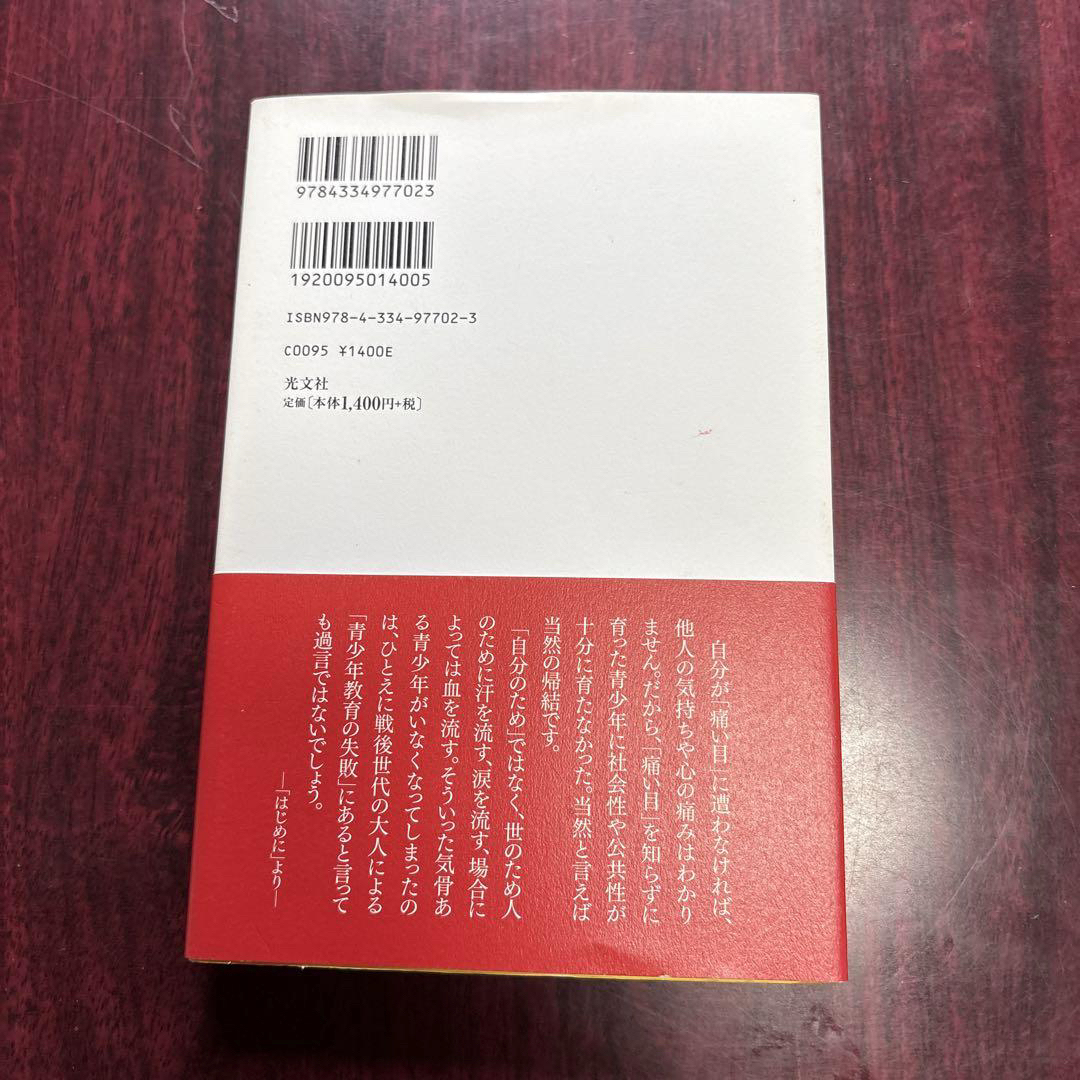 9784334977023
1920095014005
ISBN978-4-334-97702-3
C0095 ¥1400E
光文社
定価〔本体1,400円+税〕
自分が「痛い目」に遭わなければ、
他人の気持ちや心の痛みはわかり
ません。だから、「痛い目」を知らずに
育った青少年に社会性や公共性が
十分に育たなかった。当然と言えば
当然の帰結です。
「自分のため」ではなく、世のため人
のために汗を流す、涙を流す、場合に
よっては血を流す。そういった気骨あ
る青少年がいなくなってしまったの
は、ひとえに戦後世代の大人による
「青少年教育の失敗」にあると言って
も過言ではないでしょう。
―「はじめに」より―